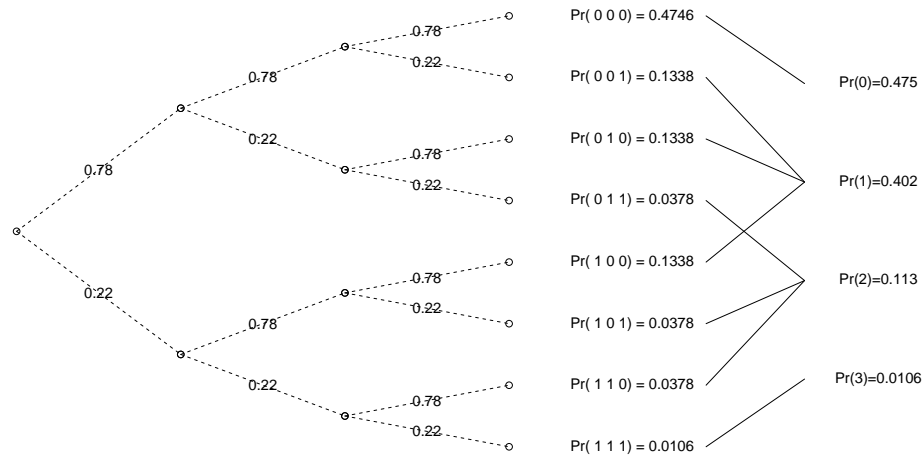 0.78
0.22
0.78
0.22
0.78
0.22
0.78
0.22
0.78
0.22
0.78
0.22
0.78
0.22
Pr( 0 0 0) = 0.4746
Pr( 0 0 1) = 0.1338
Pr( 0 1 0) = 0.1338
Pr( 0 1 1) = 0.0378
Pr( 1 0 0) = 0.1338
Pr( 1 0 1) = 0.0378
Pr( 1 1 0) = 0.0378
Pr( 1 1 1) = 0.0106
Pr(0)=0.475
Pr(1)=0.402
Pr(2)=0.113
Pr(3)=0.0106